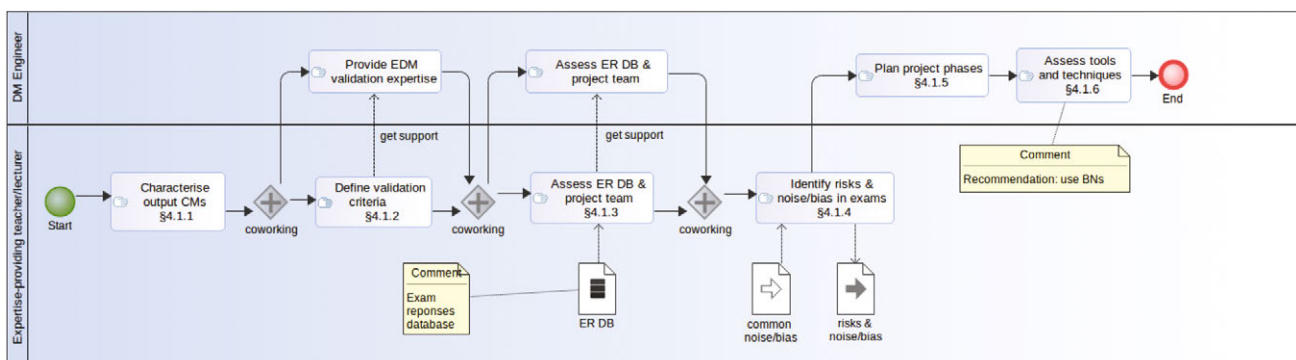 DM Engineer
Provide EDM
validation expertise
Assess ER DB &
project team
Plan project phases
§4.1.5
Assess tools
and techniques
§4.1.6
End
get support
get support
Comment
Recommendation: use BNs
Expertise-providing teacher/lecturer
Start
Characterise
output CMs
§4.1.1
coworking
Define validation
criteria
§4.1.2
coworking
Assess ER DB &
project team
§4.1.3
coworking
Identify risks &
noise/bias in exams
§4.1.4
Comment
Exam
reponses
database
ER DB
common
noise/bias
risks &
noise/bias